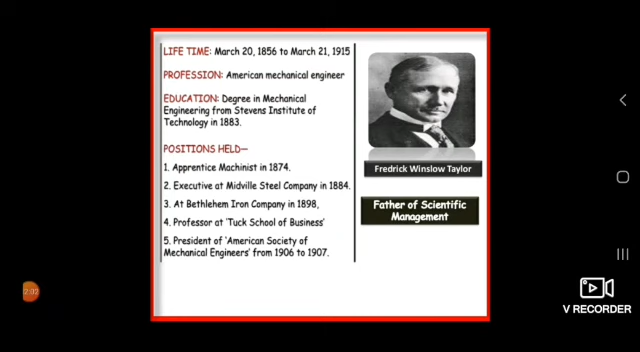 LIFE TIME: March 20, 1856 to March 21, 1915
PROFESSION: American mechanical engineer
EDUCATION: Degree in Mechanical
Engineering from Stevens Institute of
Technology in 1883.
POSITIONS HELD—
1. Apprentice Machinist in 1874.
2. Executive at Midville Steel Company in 1884.
3. At Bethlehem Iron Company in 1898,
4. Professor at 'Tuck School of Business'
5. President of 'American Society of
Mechanical Engineers' from 1906 to 1907.
Fredrick Winslow Taylor
Father of Scientific
Management
02:02
V RECORDER